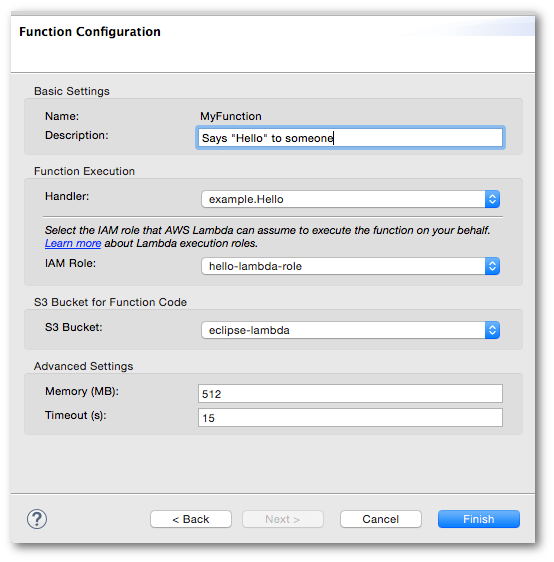 Function Configuration
Basic Settings
Name: MyFunction
Description: Says "Hello" to someone
Function Execution
Handler: example.Hello
Select the IAM role that AWS Lambda can assume to execute the function on your behalf.
Learn more about Lambda execution roles.
IAM Role: hello-lambda-role
S3 Bucket for Function Code
S3 Bucket: eclipse-lambda
Advanced Settings
Memory (MB): 512
Timeout (s): 15
? < Back Next > Cancel Finish